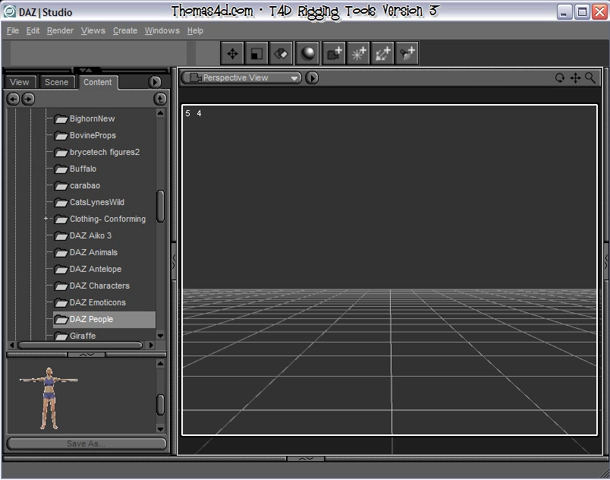 DAZ | Studio
Thomas4d.com · T4D Rigging Tools Version 3
File Edit Render Views Create Windows Help
View Scene Content
Perspective View
5 4
BighornNew
BovineProps
brycetech figures2
Buffalo
carabao
CatsLynesWild
Clothing- Conforming
DAZ Aiko 3
DAZ Animals
DAZ Antelope
DAZ Characters
DAZ Emoticons
DAZ People
Giraffe
Save As...